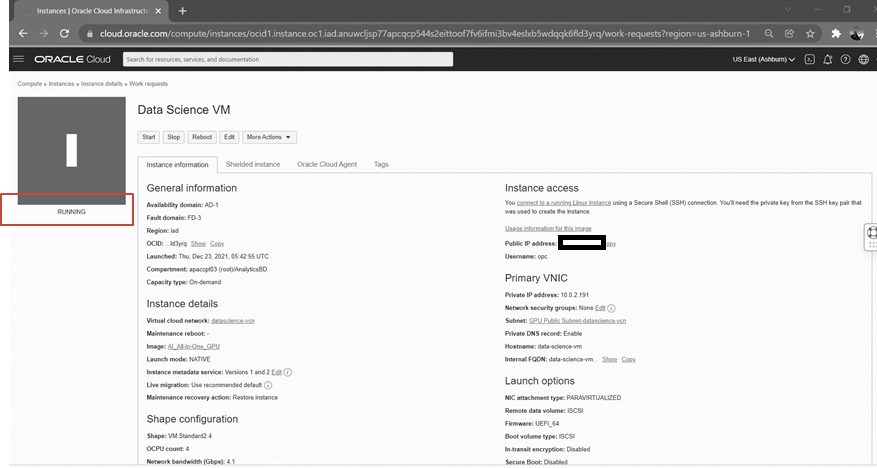 Instances | Oracle Cloud Infrastructu
cloud.oracle.com/compute/instances/ocid1.instance.oc1.iad.anuwcljsp77apcqcp544s2eittoof7fv6ifmi3bv4eslxb5wdqqk6fld3yrq/work-requests?region=us-ashburn-1
ORACLE Cloud
Search for resources, services, and documentation
US East (Ashburn)
Compute » Instances » Instance details » Work requests
RUNNING
Data Science VM
Start Stop Reboot Edit More Actions
Instance information Shielded instance Oracle Cloud Agent Tags
General information
Availability domain: AD-1
Fault domain: FD-3
Region: iad
OCID: ...ld3yrq Show Copy
Launched: Thu, Dec 23, 2021, 05:42:55 UTC
Compartment: apaccpt03 (root)/AnalyticsBD
Capacity type: On-demand
Instance details
Virtual cloud network: datascience-vcn
Maintenance reboot: -
Image: AI_All-in-One_GPU
Launch mode: NATIVE
Instance metadata service: Versions 1 and 2 Edit
Live migration: Use recommended default
Maintenance recovery action: Restore instance
Shape configuration
Shape: VM.Standard2.4
OCPU count: 4
Network bandwidth (Gbps): 4.1
Instance access
You connect to a running Linux instance using a Secure Shell (SSH) connection. You'll need the private key from the SSH key pair that
was used to create the instance.
Usage information for this image
Public IP address: opy
Username: opc
Primary VNIC
Private IP address: 10.0.2.191
Network security groups: None Edit
Subnet: GPU Public Subnet-datascience-vcn
Private DNS record: Enable
Hostname: data-science-vm
Internal FQDN: data-science-vm... Show Copy
Launch options
NIC attachment type: PARAVIRTUALIZED
Remote data volume: ISCSI
Firmware: UEFI_64
Boot volume type: ISCSI
In-transit encryption: Disabled
Secure Boot: Disabled